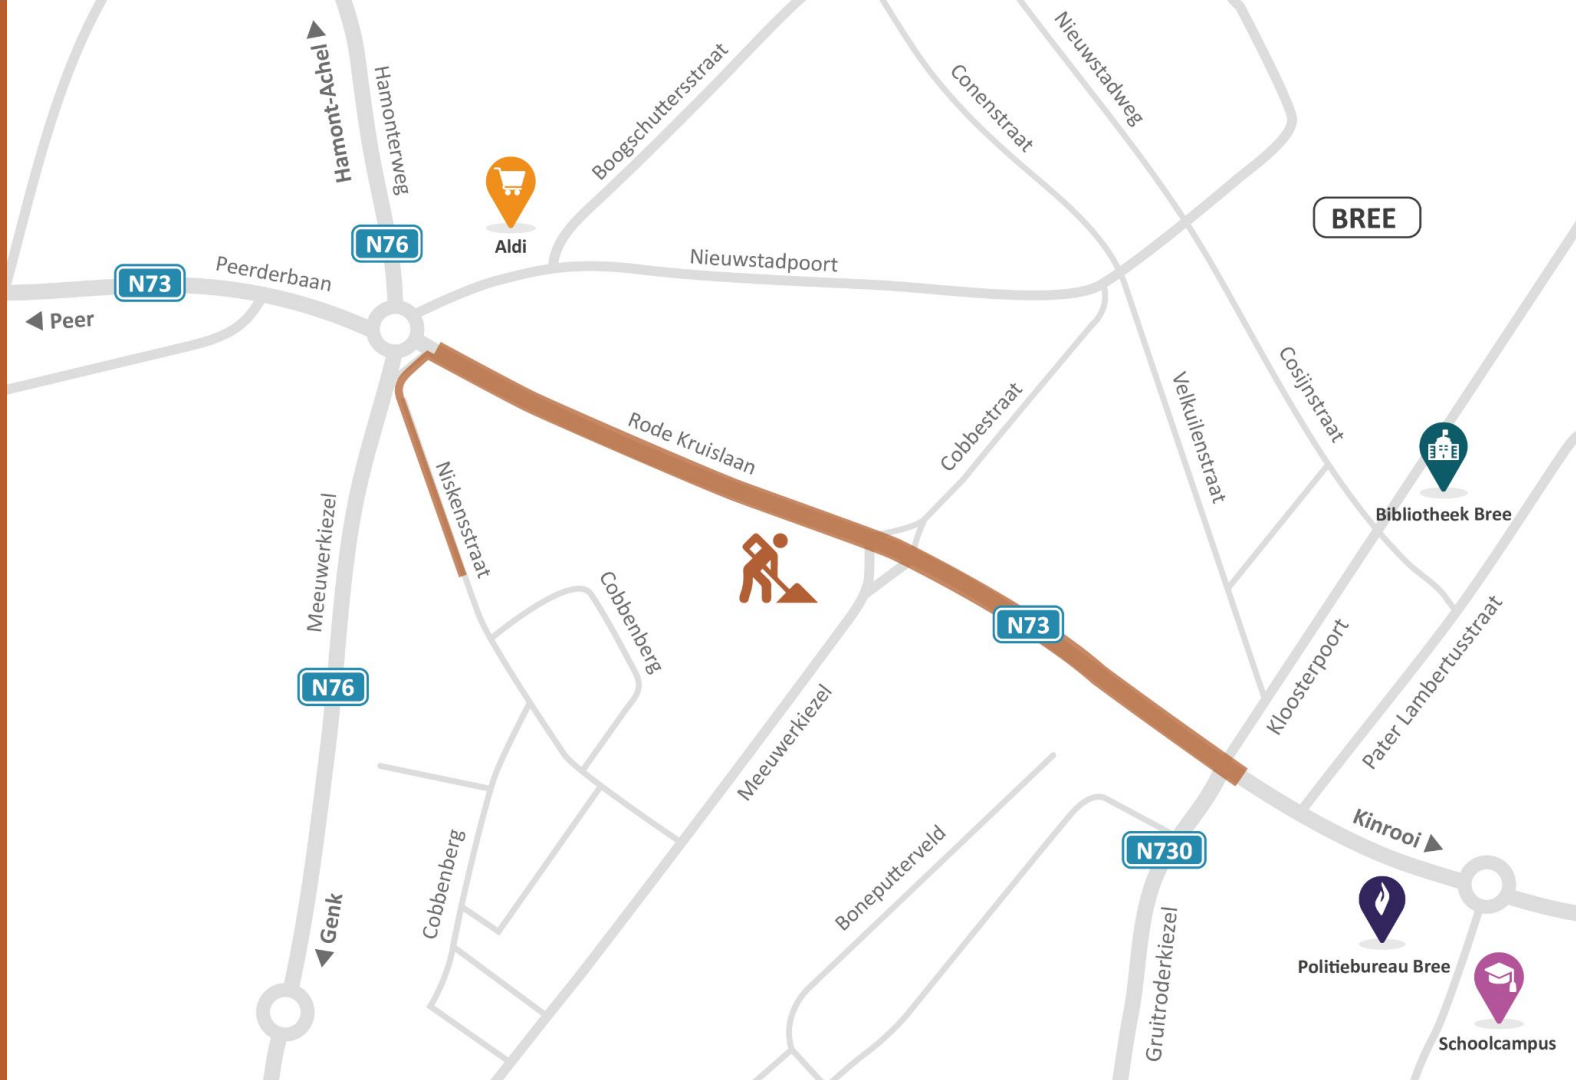 Hamont-Achel
Hamonterweg
Boogschuttersstraat
Conenstraat
Nieuwstadweg
BREE
N76
Aldi
Peerderbaan
N73
Nieuwstadpoort
Peer
Rode Kruislaan
Cobbestraat
Velkuilenstraat
Cosijnstraat
Bibliotheek Bree
Niskensstraat
Meeuwerkiezel
Cobbenberg
N73
Kloosterpoort
Pater Lambertusstraat
N76
Meeuwerkiezel
Kinrooi
N730
Boneputterveld
Cobbenberg
Genk
Gruitroderkiezel
Politiebureau Bree
Schoolcampus